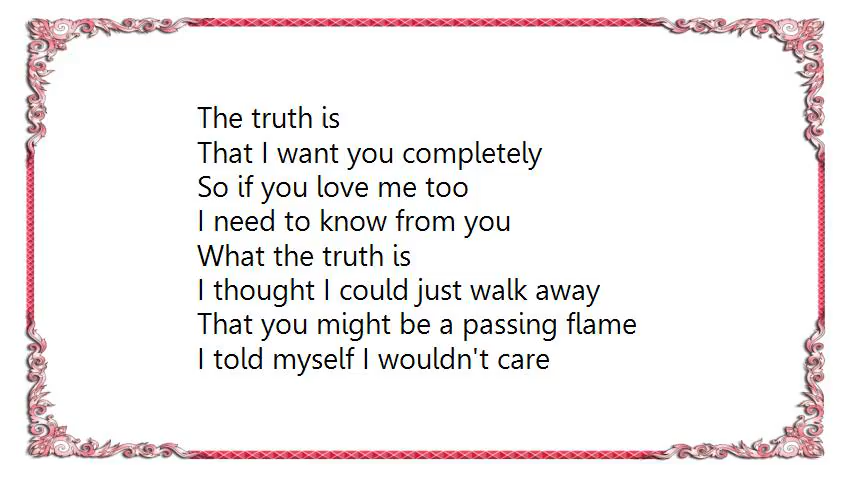 The truth is
That I want you completely
So if you love me too
I need to know from you
What the truth is
I thought I could just walk away
That you might be a passing flame
I told myself I wouldn't care